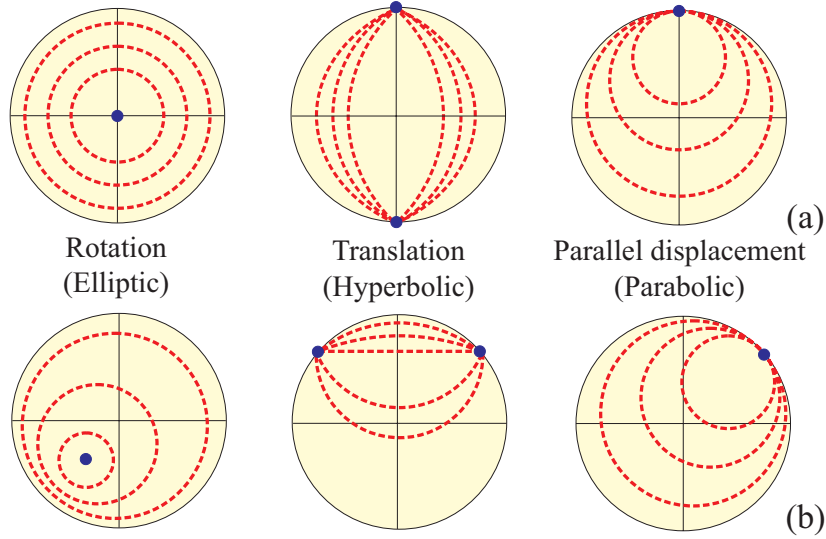 (a)
Rotation
(Elliptic)
Translation
(Hyperbolic)
Parallel displacement
(Parabolic)
(b)